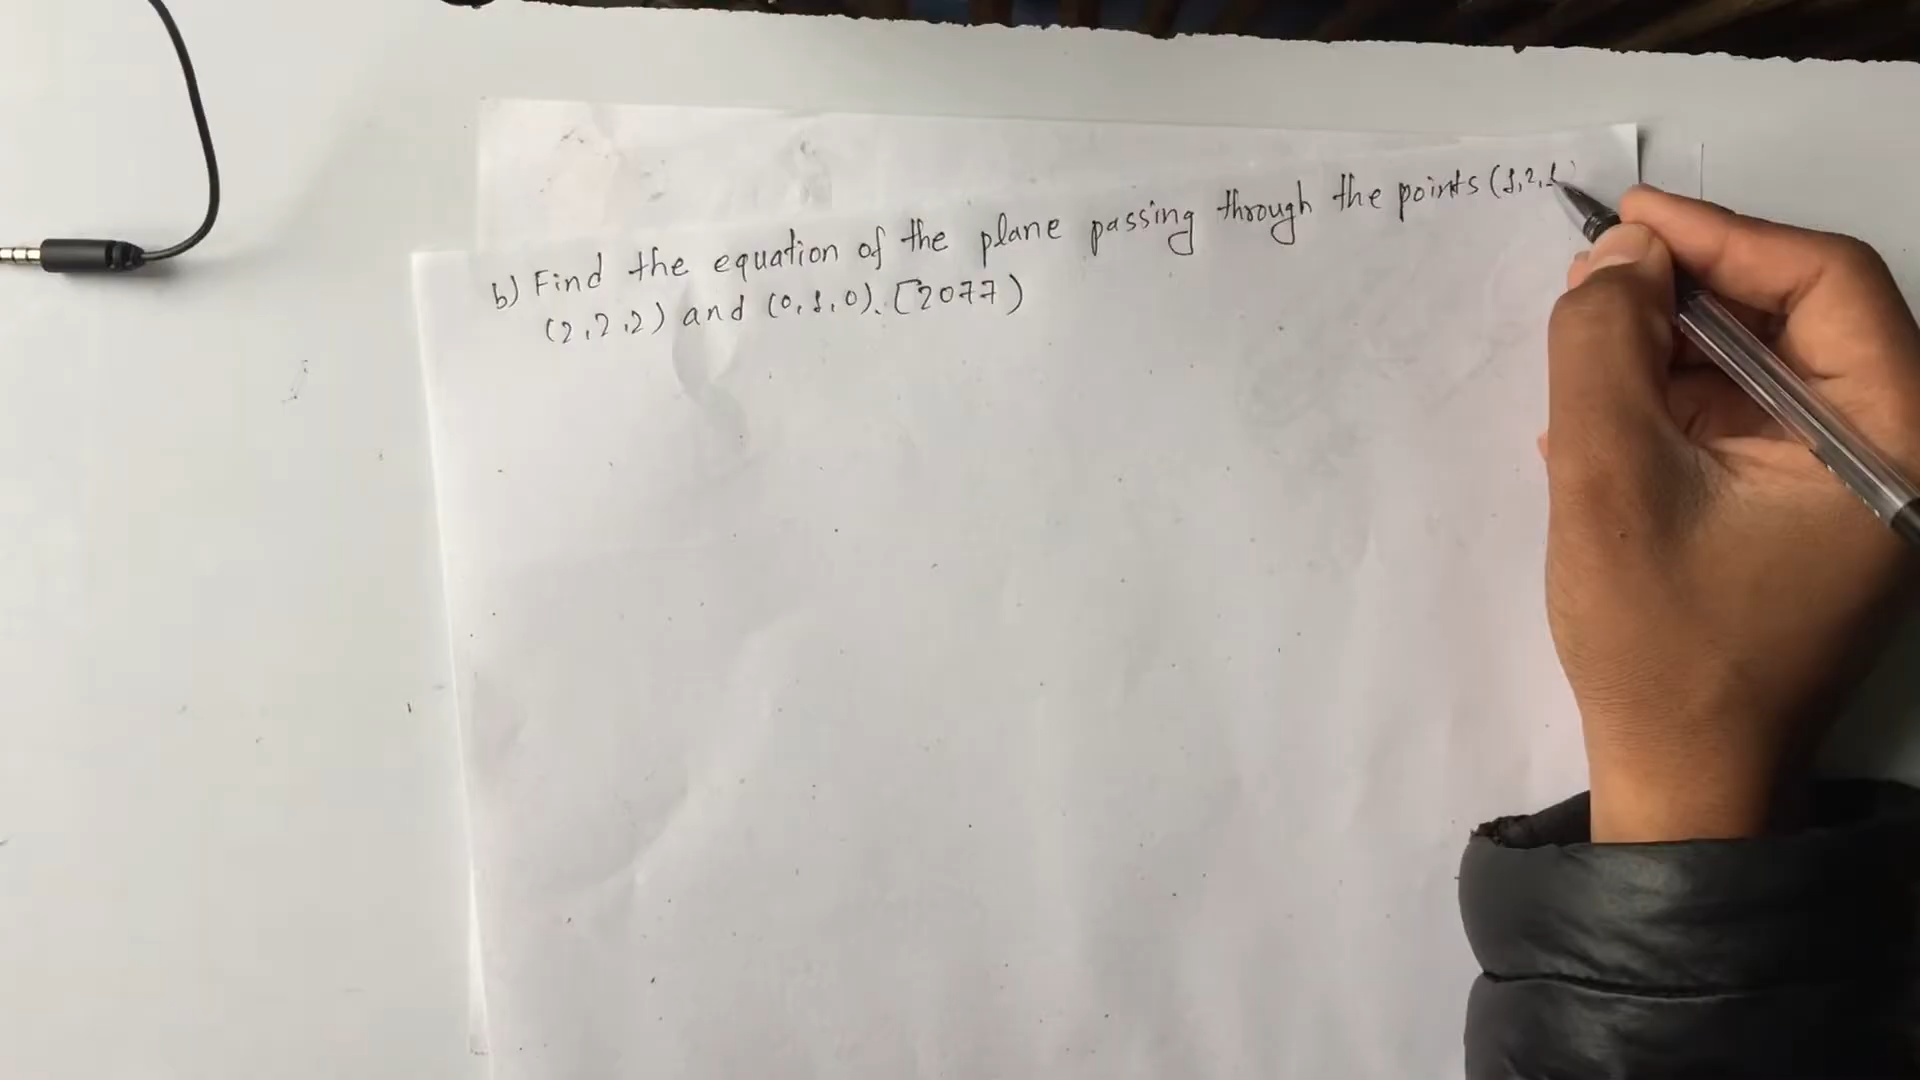 b) Find the equation of the plane passing through the points (1,2,1)
(2,2,2) and (0,1,0). [2077)